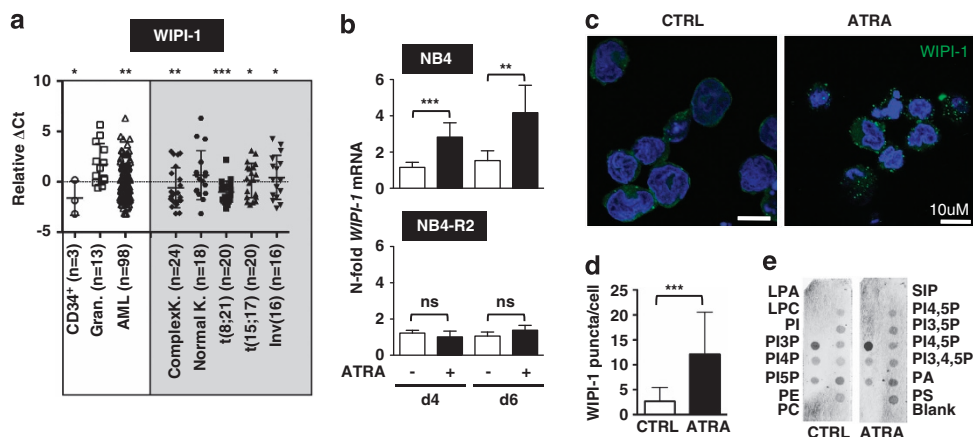 a
WIPI-1
* ** ** *** * *
Relative ΔCt
10
5
0
-5
CD34+ (n=3)
Gran. (n=13)
AML (n=98)
ComplexK. (n=24)
Normal K. (n=18)
t(8;21) (n=20)
t(15;17) (n=20)
Inv(16) (n=16)
b
NB4
N-fold WIPI-1 mRNA
6
4
2
0
***
**
NB4-R2
6
4
2
0
ns ns
ATRA - + - +
d4 d6
c
CTRL ATRA
WIPI-1
10uM
d
WIPI-1 puncta/cell
25
20
15
10
5
0
***
CTRL ATRA
e
LPA SIP
LPC PI4,5P
PI PI3,5P
PI3P PI4,5P
PI4P PI3,4,5P
PI5P PA
PE PS
PC Blank
CTRL ATRA